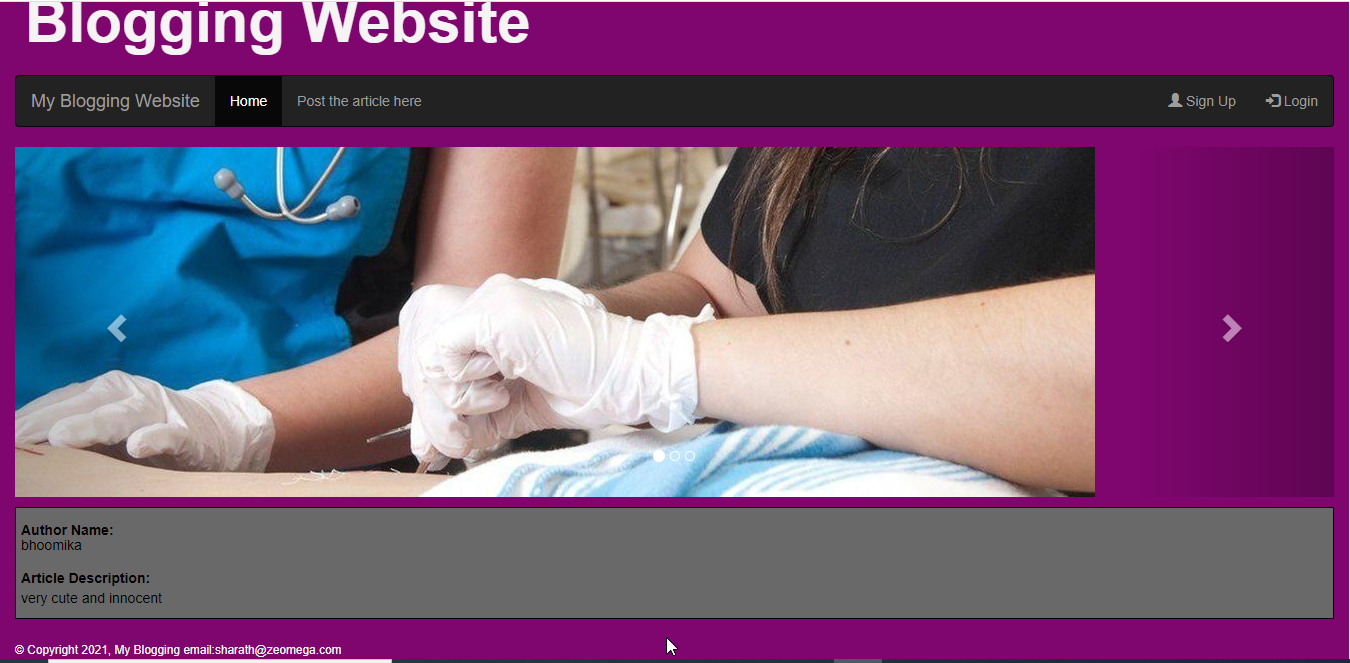 Blogging Website
My Blogging Website Home Post the article here Sign Up Login
Author Name:
bhoomika
Article Description:
very cute and innocent
© Copyright 2021, My Blogging email:sharath@zeomega.com